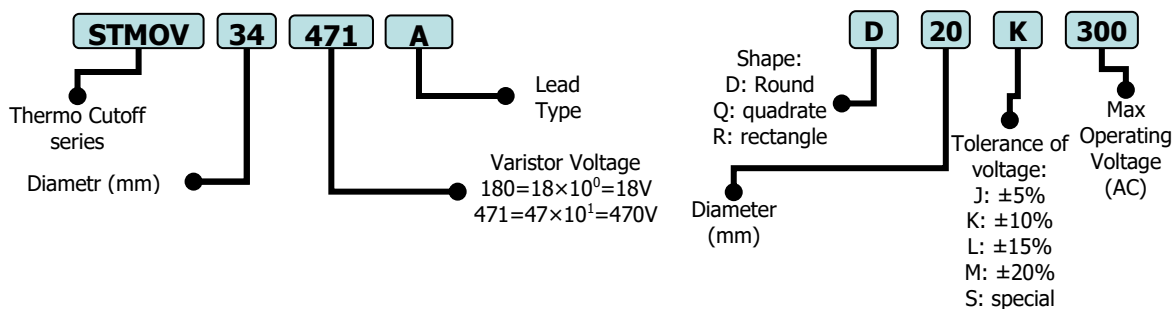 STMOV 34 471 A
Thermo Cutoff
series
Diametr (mm)
Lead
Type
Varistor Voltage
180=18×10⁰=18V
471=47×10¹=470V
D 20 K 300
Shape:
D: Round
Q: quadrate
R: rectangle
Diameter
(mm)
Tolerance of
voltage:
J: ±5%
K: ±10%
L: ±15%
M: ±20%
S: special
Max
Operating
Voltage
(AC)